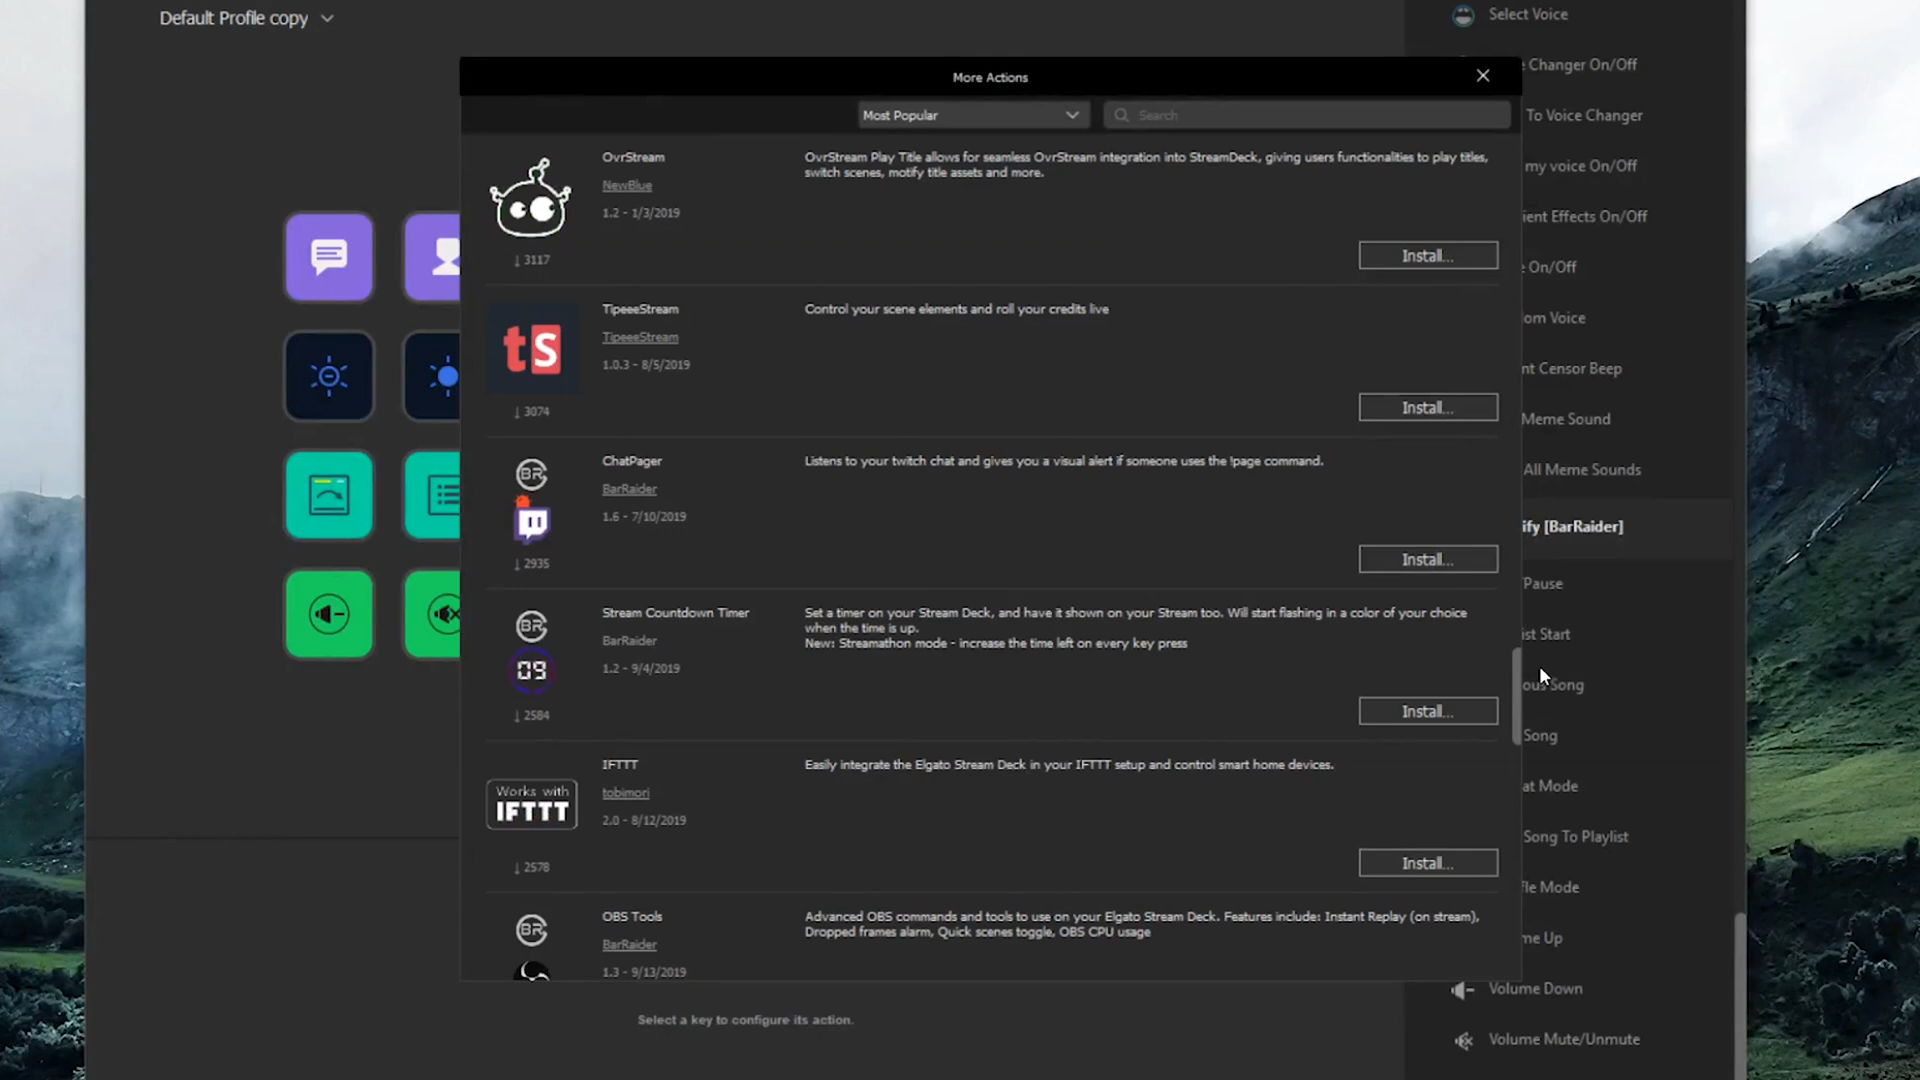 Default Profile copy
Select Voice
More Actions
Changer On/Off
Most Popular
Search
To Voice Changer
OvrStream
NewBlue
1.2 - 1/3/2019
3117
OvrStream Play Title allows for seamless OvrStream integration into StreamDeck, giving users functionalities to play titles,
switch scenes, motify title assets and more.
Install...
my voice On/Off
ient Effects On/Off
On/Off
TipeeeStream
TipeeeStream
1.0.3 - 8/5/2019
tS
3074
Control your scene elements and roll your credits live
Install...
om Voice
nt Censor Beep
Meme Sound
ChatPager
BarRaider
1.6 - 7/10/2019
BR
2935
Listens to your twitch chat and gives you a visual alert if someone uses the !page command.
Install...
All Meme Sounds
ify [BarRaider]
Pause
Stream Countdown Timer
BarRaider
1.2 - 9/4/2019
BR
09
2584
Set a timer on your Stream Deck, and have it shown on your Stream too. Will start flashing in a color of your choice
when the time is up.
New: Streamathon mode - increase the time left on every key press
Install...
ist Start
ous Song
Song
IFTTT
tobimori
2.0 - 8/12/2019
Works with
IFTTT
2578
Easily integrate the Elgato Stream Deck in your IFTTT setup and control smart home devices.
Install...
at Mode
Song To Playlist
fle Mode
OBS Tools
BarRaider
1.3 - 9/13/2019
BR
Advanced OBS commands and tools to use on your Elgato Stream Deck. Features include: Instant Replay (on stream),
Dropped frames alarm, Quick scenes toggle, OBS CPU usage
me Up
Volume Down
Select a key to configure its action.
Volume Mute/Unmute